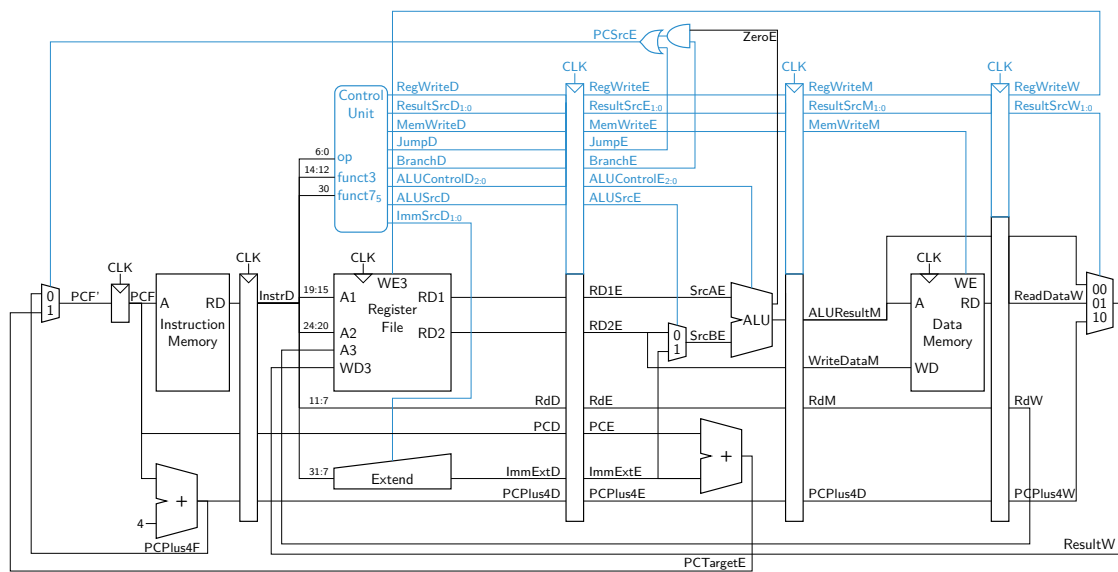 PCSrcE
ZeroE
CLK
CLK
CLK
Control
Unit
op
funct3
funct7₅
6:0
14:12
30
RegWriteD
ResultSrcD₁:₀
MemWriteD
JumpD
BranchD
ALUControlD₂:₀
ALUSrcD
ImmSrcD₁:₀
RegWriteE
ResultSrcE₁:₀
MemWriteE
JumpE
BranchE
ALUControlE₂:₀
ALUSrcE
RegWriteM
ResultSrcM₁:₀
MemWriteM
RegWriteW
ResultSrcW₁:₀
CLK
CLK
CLK
CLK
0
1
PCF'
PCF
A
RD
Instruction
Memory
InstrD
19:15
24:20
A1
A2
A3
WD3
WE3
RD1
RD2
Register
File
RD1E
RD2E
SrcAE
0
1
SrcBE
ALU
ALUResultM
WriteDataM
A
WE
RD
Data
Memory
WD
ReadDataW
00
01
10
11:7
RdD
RdE
RdM
RdW
PCD
PCE
+
31:7
Extend
ImmExtD
ImmExtE
+
4
PCPlus4D
PCPlus4E
PCPlus4D
PCPlus4W
PCPlus4F
PCTargetE
ResultW